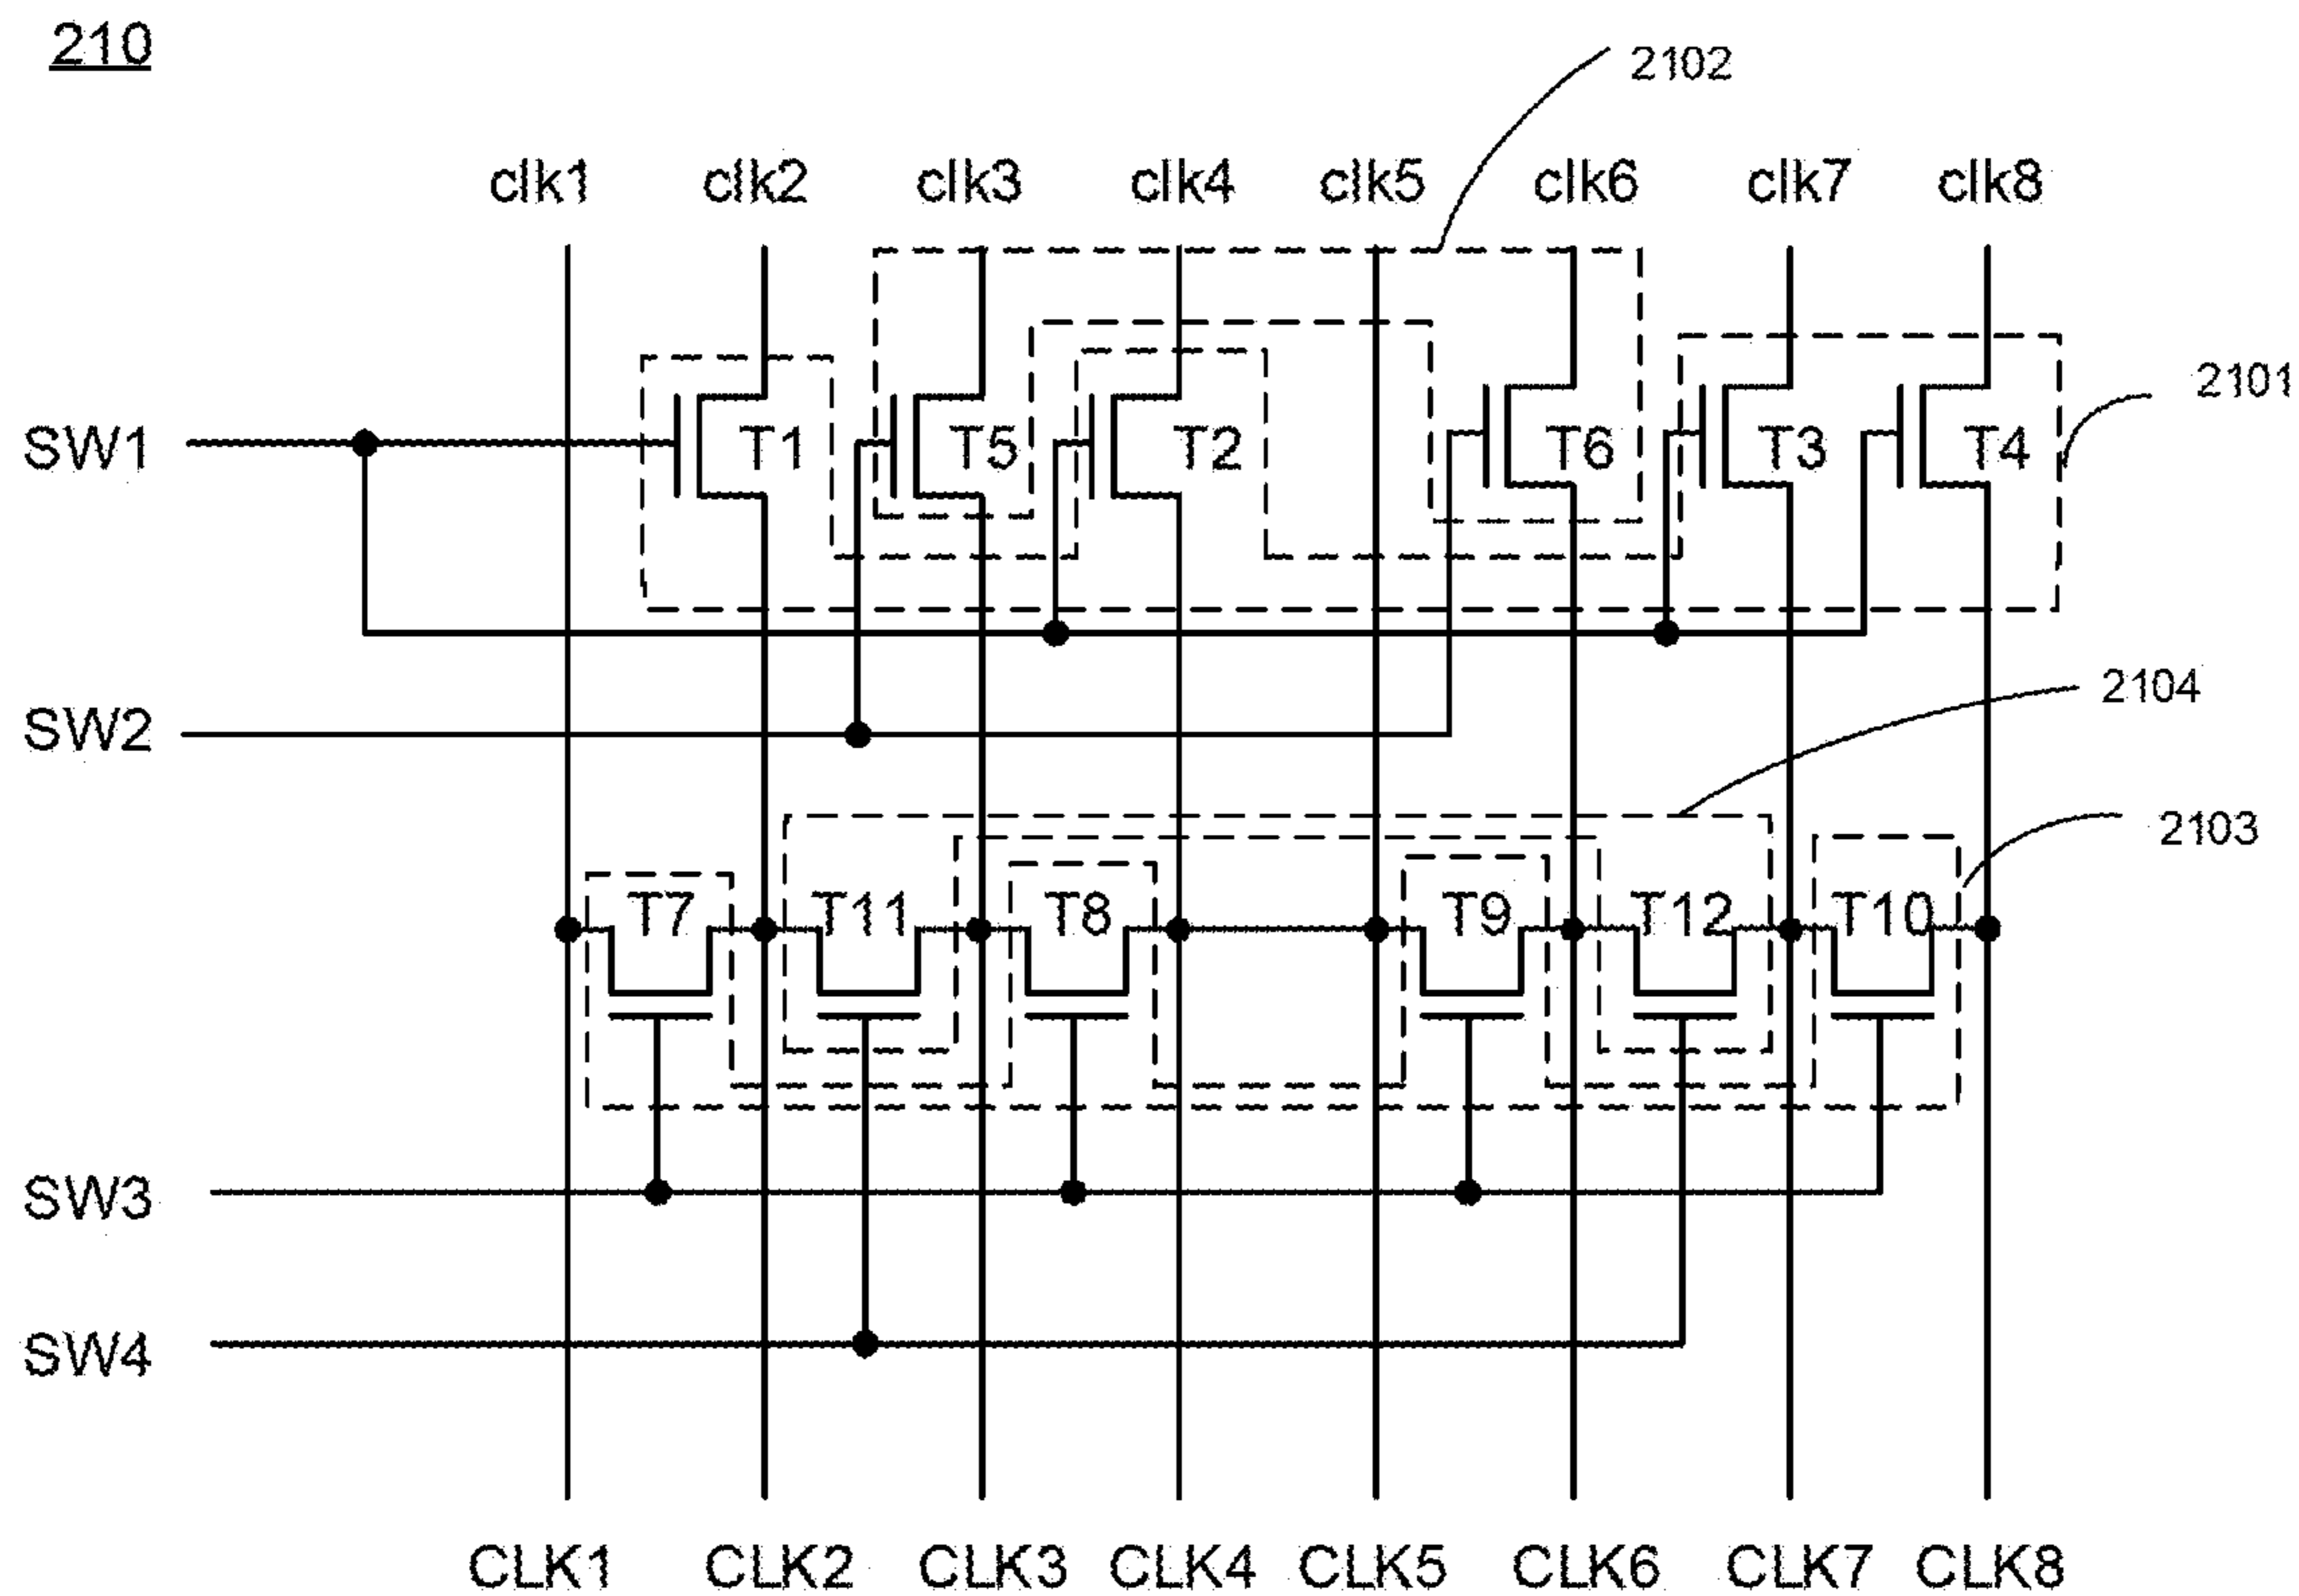 210
2102
clk1 clk2 clk3 clk4 clk5 clk6 clk7 clk8
2101
SW1 T1 T5 T2 T6 T3 T4
2104
SW2
2103
T7 T11 T8 T9 T12 T10
SW3
SW4
CLK1 CLK2 CLK3 CLK4 CLK5 CLK6 CLK7 CLK8